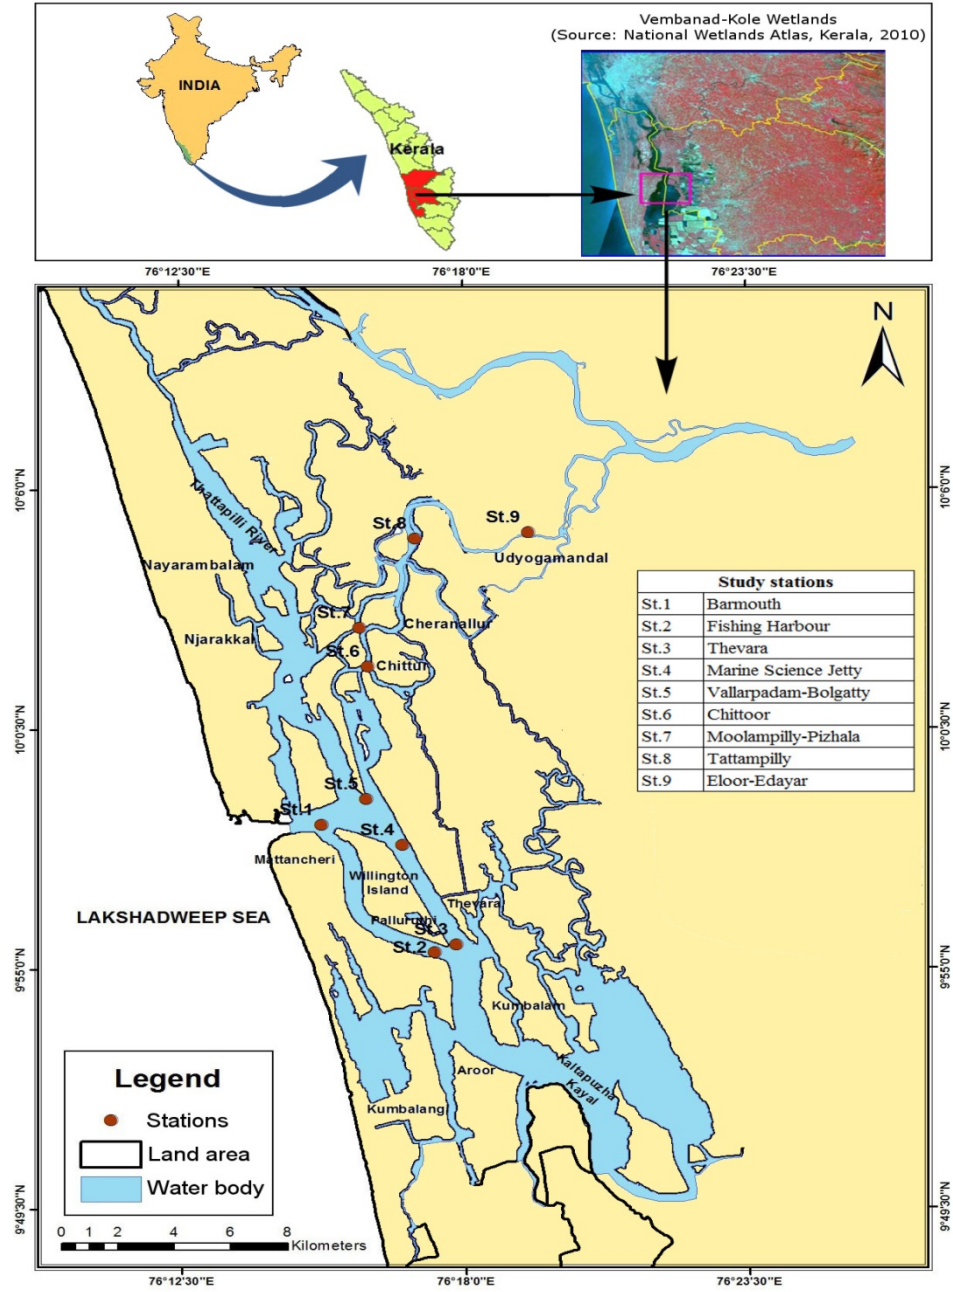 Vembanad-Kole Wetlands
(Source: National Wetlands Atlas, Kerala, 2010)
INDIA
Kerala
76°12'30"E
76°18'0"E
76°23'30"E
N
10°6'0"N
10°6'0"N
Thattapilli River
St.8
St.9
Udyogamandal
Nayarambalam
Study stations
St.1 Barmouth
St.2 Fishing Harbour
St.3 Thevara
St.4 Marine Science Jetty
St.5 Vallarpadam-Bolgatty
St.6 Chittoor
St.7 Moolampilly-Pizhala
St.8 Tattampilly
St.9 Eloor-Edayar
St.7
Cheranallur
Njarakkal
St.6
Chittur
10°0'30"N
10°0'30"N
St.5
St.1
St.4
Mattancheri
Willington
Island
Thevara
LAKSHADWEEP SEA
Palluruthi
St.3
St.2
9°55'0"N
9°55'0"N
Kumbalam
Kaitapuzha
Kayal
Aroor
Kumbalangi
Legend
Stations
Land area
Water body
9°49'30"N
9°49'30"N
0 1 2 4 6 8
Kilometers
76°12'30"E
76°18'0"E
76°23'30"E